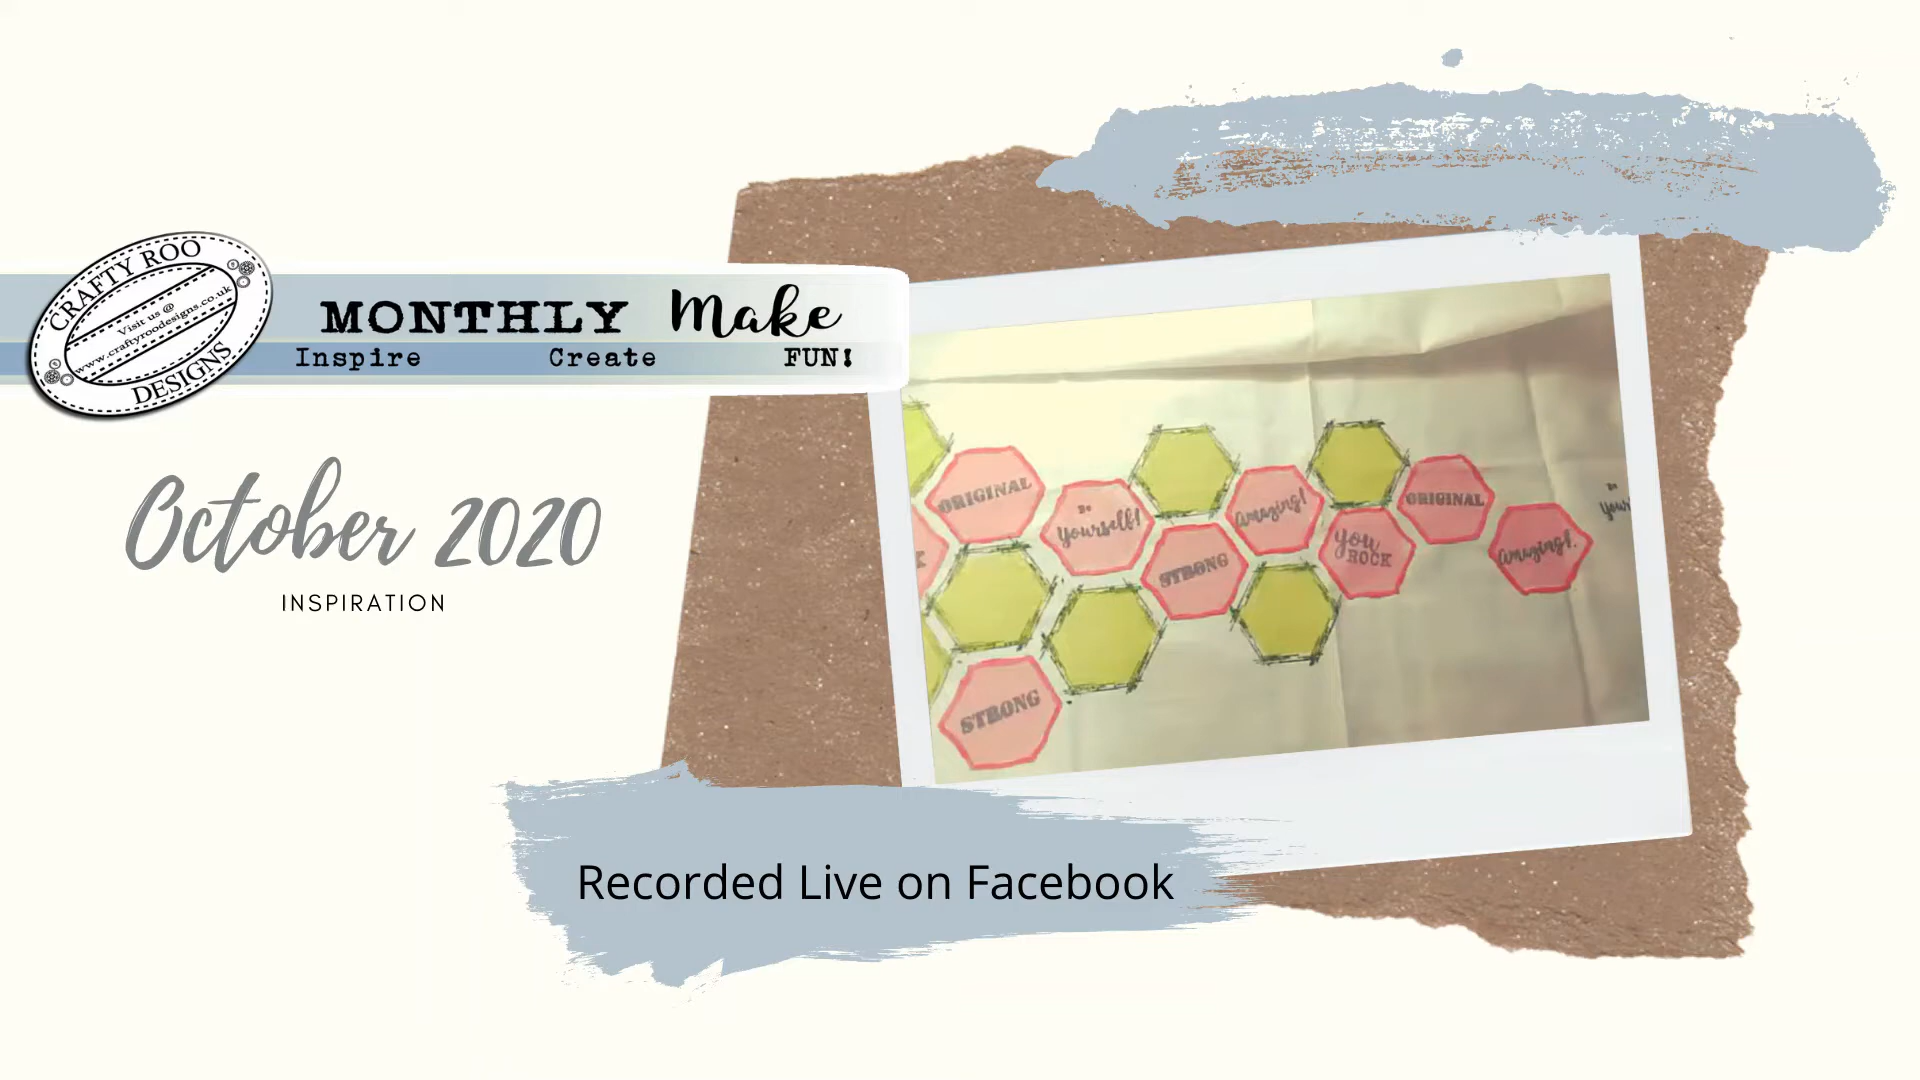 CRAFTY ROO
Visit us @
www.craftyroodesigns.co.uk
DESIGNS
MONTHLY Make
Inspire Create FUN!
October 2020
INSPIRATION
ORIGINAL
Be
Yourself!
STRONG
Amazing!
you
ROCK
ORIGINAL
Amazing!
Be
STRONG
Recorded Live on Facebook